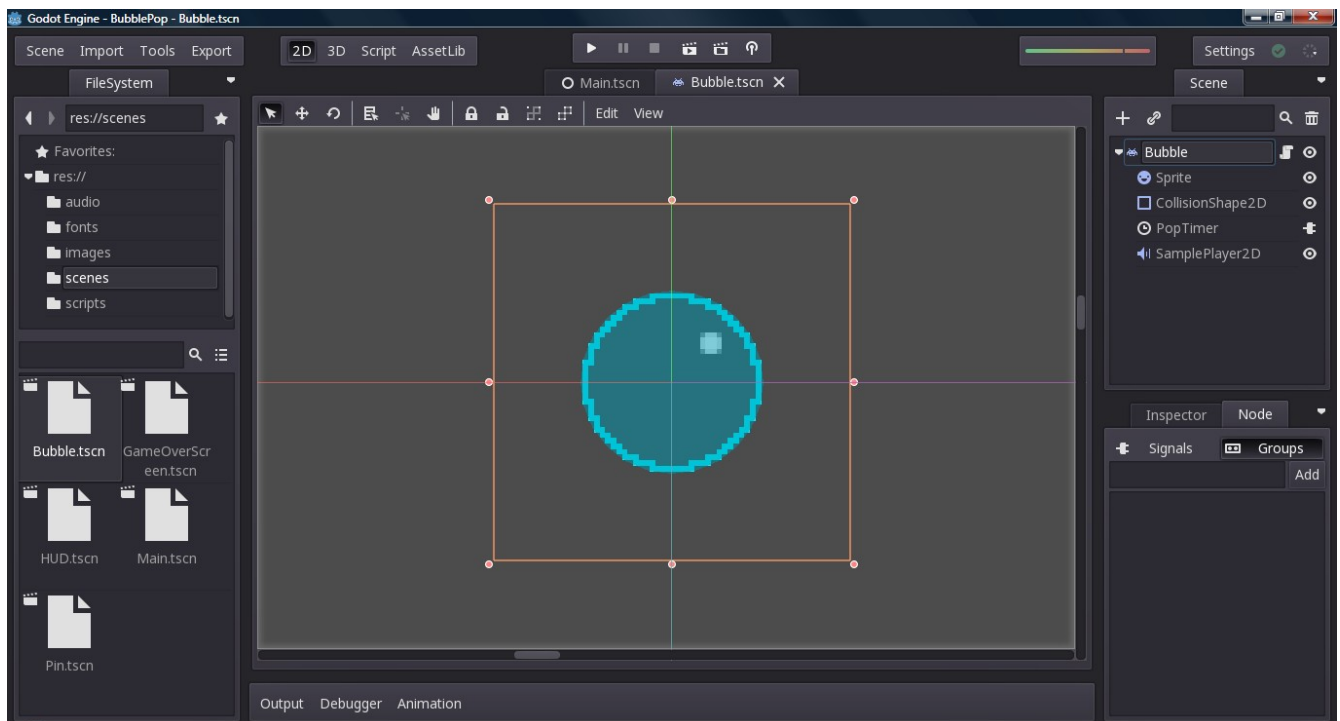 Godot Engine - BubblePop - Bubble.tscn
Scene Import Tools Export
2D 3D Script AssetLib
Settings
FileSystem
Main.tscn
Bubble.tscn
Scene
res://scenes
Edit View
Favorites:
res://
audio
fonts
images
scenes
scripts
Bubble
Sprite
CollisionShape2D
PopTimer
SamplePlayer2D
Bubble.tscn
GameOverScr
een.tscn
HUD.tscn
Main.tscn
Pin.tscn
Inspector Node
Signals Groups
Add
Output Debugger Animation